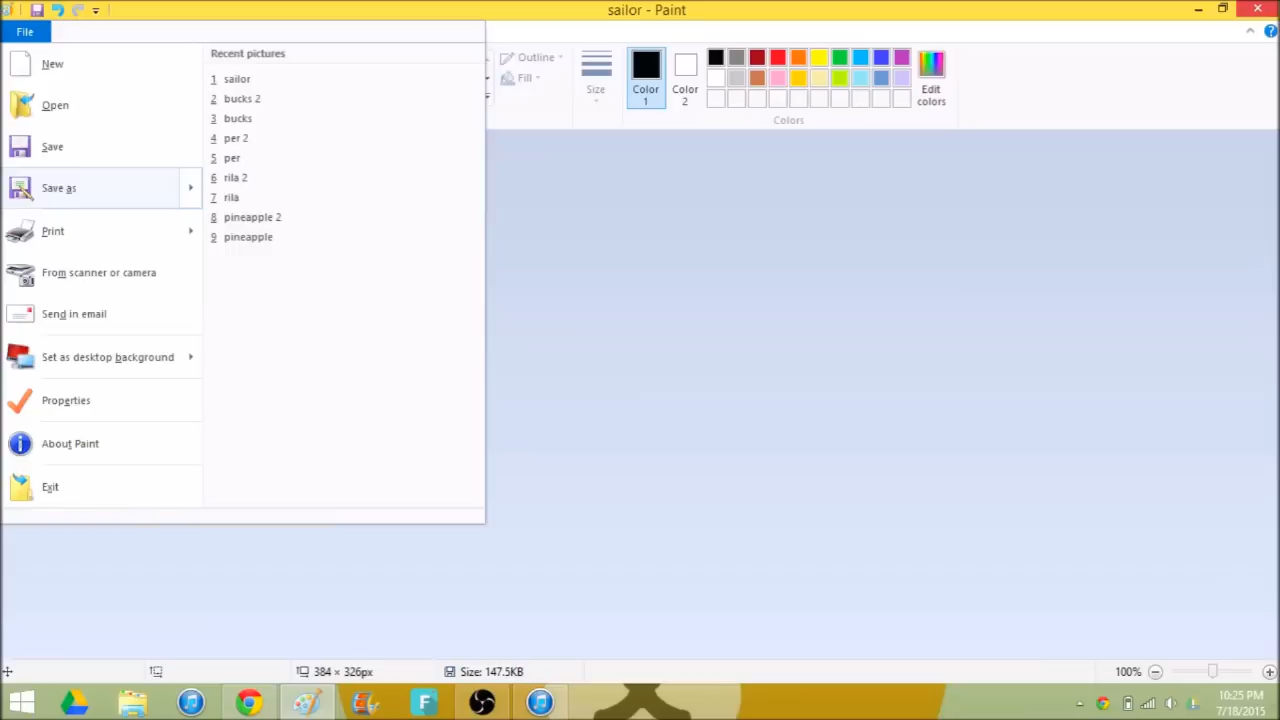 sailor - Paint
File
New
Open
Save
Save as
Print
From scanner or camera
Send in email
Set as desktop background
Properties
About Paint
Exit
Recent pictures
1 sailor
2 bucks 2
3 bucks
4 per 2
5 per
6 rila 2
7 rila
8 pineapple 2
9 pineapple
Outline
Fill
Size
Color
1
Color
2
Edit
colors
Colors
384 × 326px
Size: 147.5KB
100%
F
10:25 PM
7/18/2015